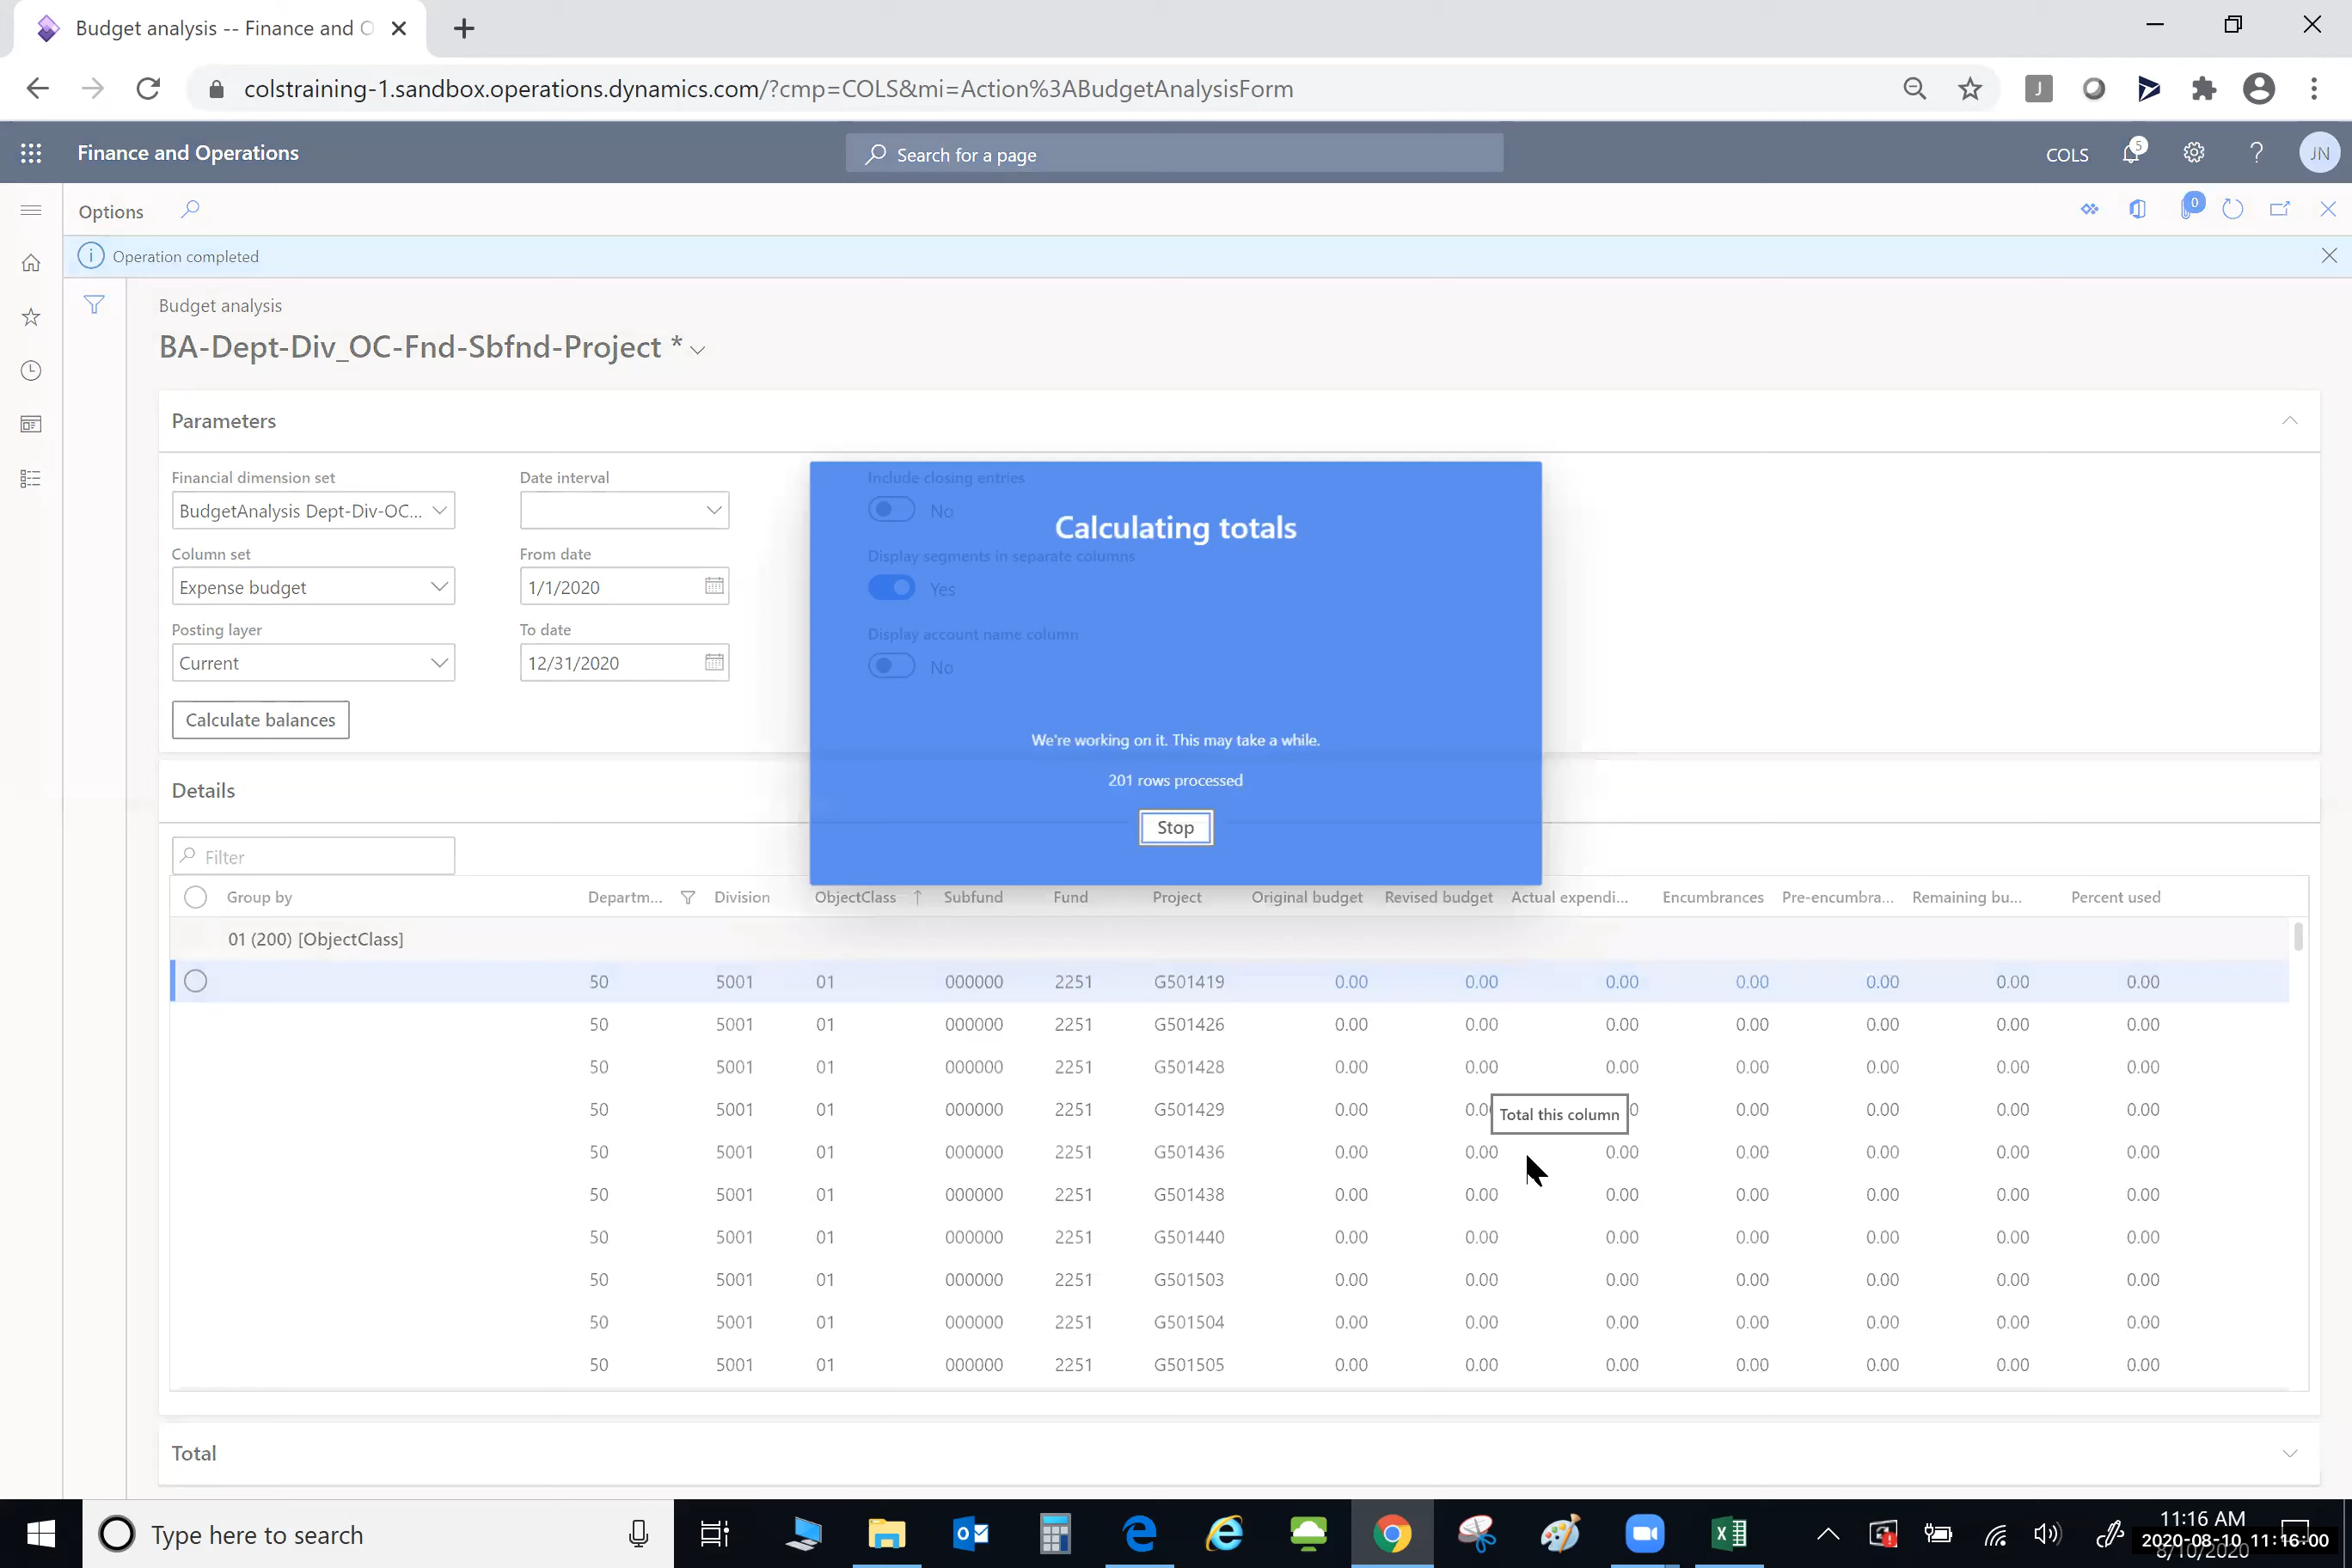 Budget analysis -- Finance and O
colstraining-1.sandbox.operations.dynamics.com/?cmp=COLS&mi=Action%3ABudgetAnalysisForm
J
Finance and Operations
Search for a page
COLS
5
?
JN
Options
0
Operation completed
Budget analysis
BA-Dept-Div_OC-Fnd-Sbfnd-Project *
Parameters
Financial dimension set
BudgetAnalysis Dept-Div-OC...
Column set
Expense budget
Posting layer
Current
Date interval
From date
1/1/2020
To date
12/31/2020
Include closing entries
No
Display segments in separate columns
Yes
Display account name column
No
Calculating totals
We're working on it. This may take a while.
201 rows processed
Stop
Calculate balances
Details
Filter
Group by Departm... Division ObjectClass Subfund Fund Project Original budget Revised budget Actual expendi... Encumbrances Pre-encumbra... Remaining bu... Percent used
01 (200) [ObjectClass]
50 5001 01 000000 2251 G501419 0.00 0.00 0.00 0.00 0.00 0.00 0.00
50 5001 01 000000 2251 G501426 0.00 0.00 0.00 0.00 0.00 0.00 0.00
50 5001 01 000000 2251 G501428 0.00 0.00 0.00 0.00 0.00 0.00 0.00
50 5001 01 000000 2251 G501429 0.00 0.0 0 0.00 0.00 0.00 0.00
Total this column
50 5001 01 000000 2251 G501436 0.00 0.00 0.00 0.00 0.00 0.00 0.00
50 5001 01 000000 2251 G501438 0.00 0.00 0.00 0.00 0.00 0.00 0.00
50 5001 01 000000 2251 G501440 0.00 0.00 0.00 0.00 0.00 0.00 0.00
50 5001 01 000000 2251 G501503 0.00 0.00 0.00 0.00 0.00 0.00 0.00
50 5001 01 000000 2251 G501504 0.00 0.00 0.00 0.00 0.00 0.00 0.00
50 5001 01 000000 2251 G501505 0.00 0.00 0.00 0.00 0.00 0.00 0.00
Total
Type here to search
11:16 AM
2020-08-10 11:16:00
8/10/2020